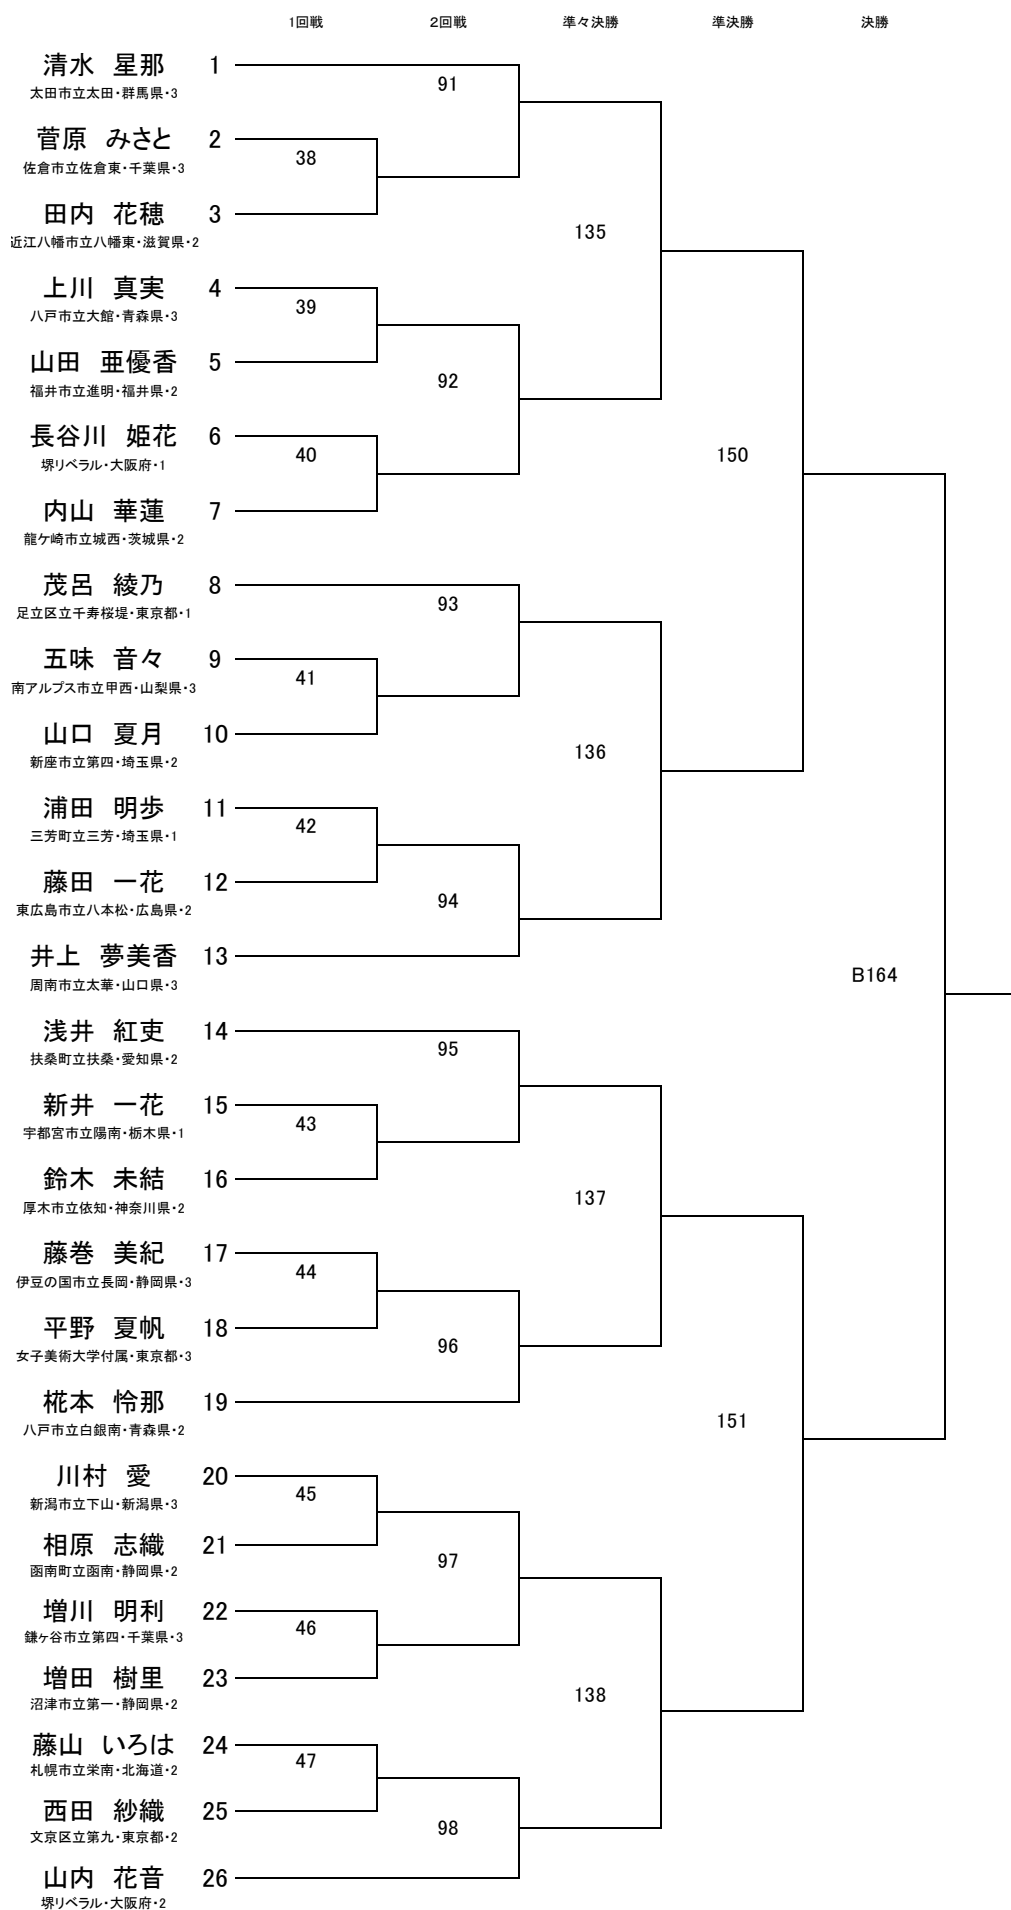 1回戦 2回戦 準々決勝 準決勝 決勝
清水　星那 1
太田市立太田・群馬県・3
91
菅原　みさと 2
佐倉市立佐倉東・千葉県・3
38
田内　花穂 3
近江八幡市立八幡東・滋賀県・2
135
上川　真実 4
八戸市立大館・青森県・3
39
山田　亜優香 5
福井市立進明・福井県・2
92
長谷川　姫花 6
堺リベラル・大阪府・1
40
150
内山　華蓮 7
龍ケ崎市立城西・茨城県・2
茂呂　綾乃 8
足立区立千寿桜堤・東京都・1
93
五味　音々 9
南アルプス市立甲西・山梨県・3
41
山口　夏月 10
新座市立第四・埼玉県・2
136
浦田　明歩 11
三芳町立三芳・埼玉県・1
42
藤田　一花 12
東広島市立八本松・広島県・2
94
井上　夢美香 13
周南市立太華・山口県・3
B164
浅井　紅吏 14
扶桑町立扶桑・愛知県・2
95
新井　一花 15
宇都宮市立陽南・栃木県・1
43
鈴木　未結 16
厚木市立依知・神奈川県・2
137
藤巻　美紀 17
伊豆の国市立長岡・静岡県・3
44
平野　夏帆 18
女子美術大学付属・東京都・3
96
椛本　怜那 19
八戸市立白銀南・青森県・2
151
川村　愛 20
新潟市立下山・新潟県・3
45
相原　志織 21
函南町立函南・静岡県・2
97
増川　明利 22
鎌ヶ谷市立第四・千葉県・3
46
増田　樹里 23
沼津市立第一・静岡県・2
138
藤山　いろは 24
札幌市立栄南・北海道・2
47
西田　紗織 25
文京区立第九・東京都・2
98
山内　花音 26
堺リベラル・大阪府・2